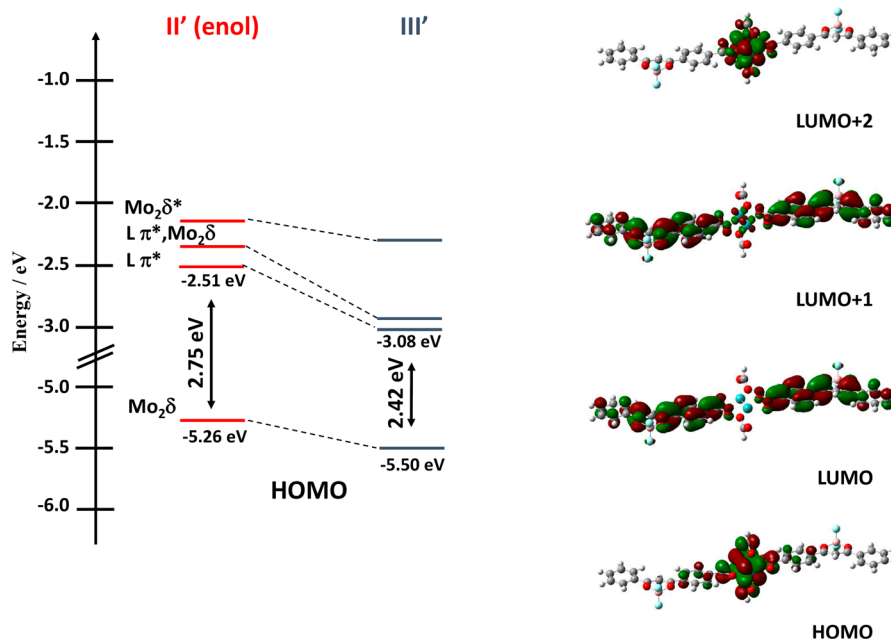 II' (enol)
III'
Energy / eV
-1.0
-1.5
-2.0
-2.5
-3.0
-5.0
-5.5
-6.0
Mo₂δ*
L π*,Mo₂δ
L π*
-2.51 eV
2.75 eV
Mo₂δ
-5.26 eV
-3.08 eV
2.42 eV
-5.50 eV
HOMO
LUMO+2
LUMO+1
LUMO
HOMO